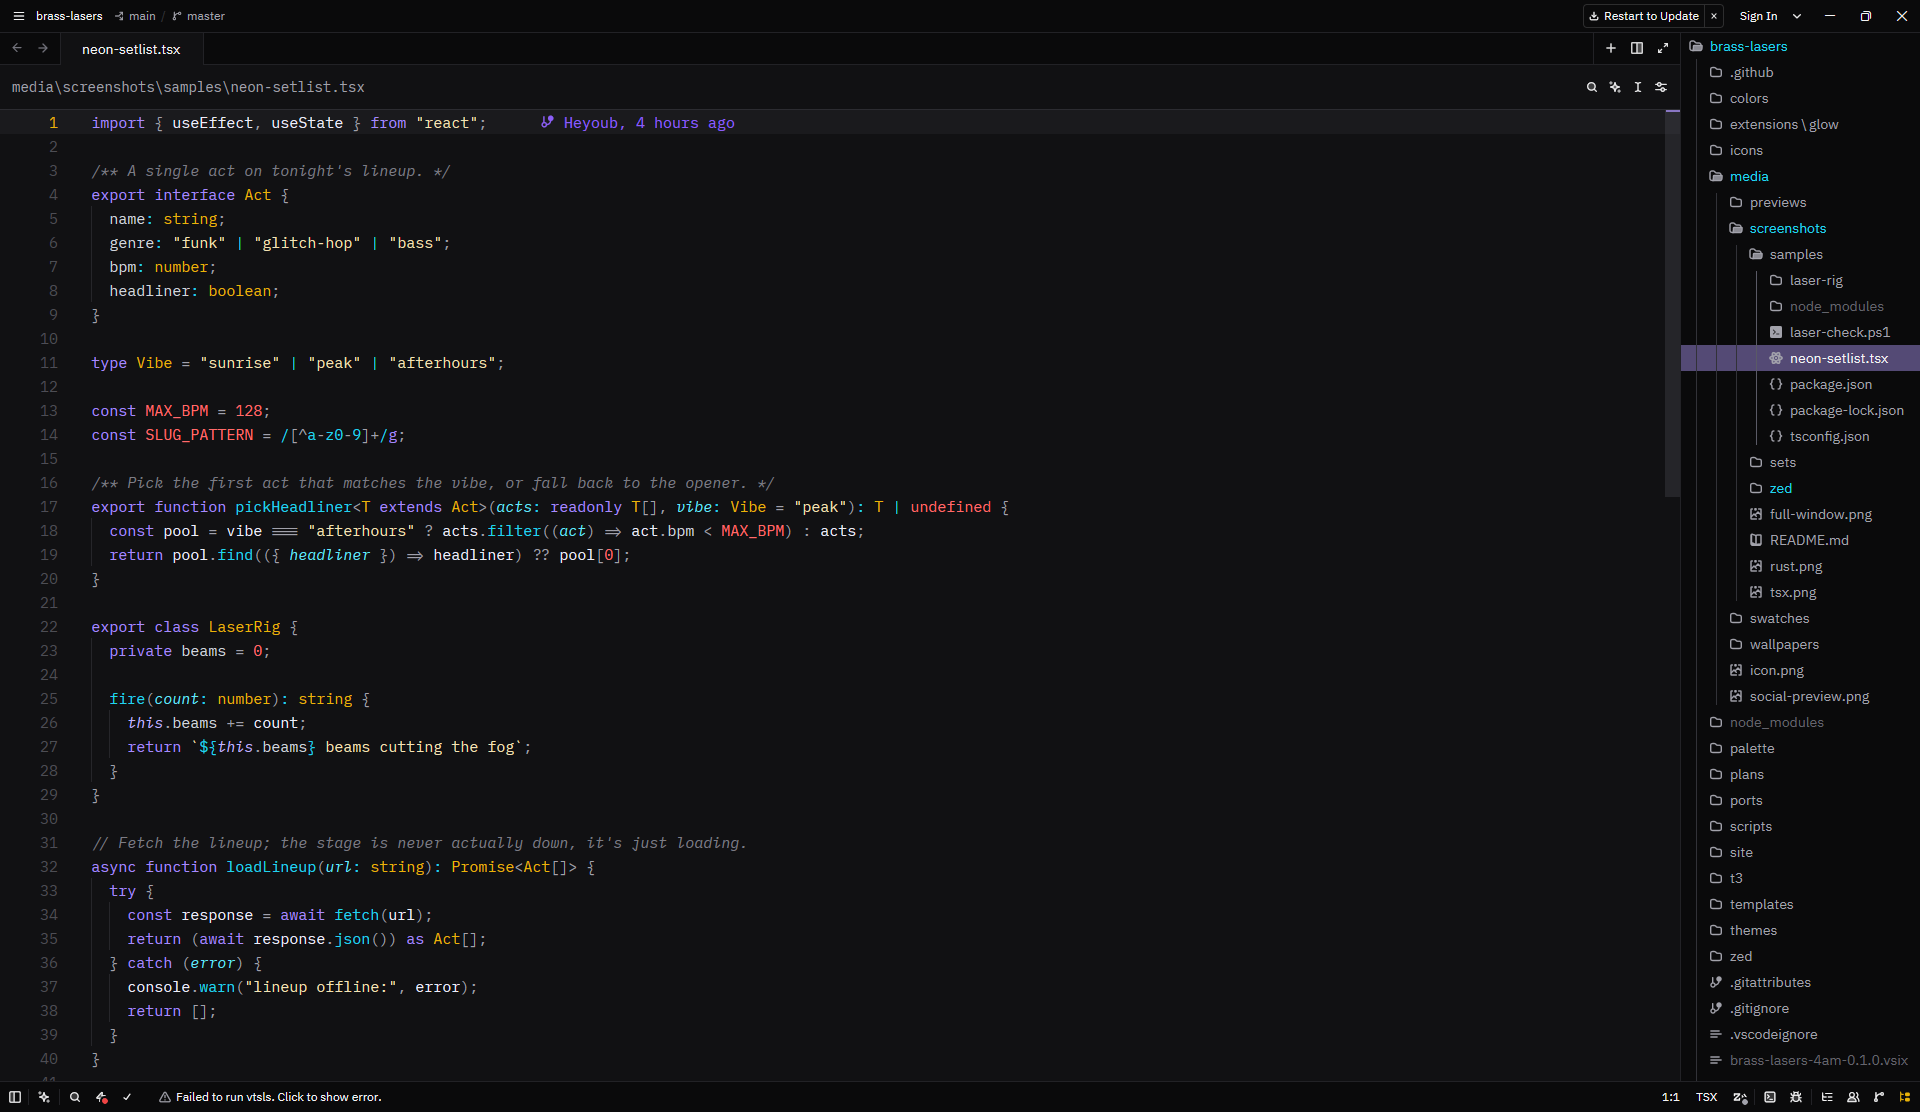 brass-lasers main / master
Restart to Update × Sign In
neon-setlist.tsx
media\screenshots\samples\neon-setlist.tsx
1 import { useEffect, useState } from "react"; Heyoub, 4 hours ago
2
3 /** A single act on tonight's lineup. */
4 export interface Act {
5 name: string;
6 genre: "funk" | "glitch-hop" | "bass";
7 bpm: number;
8 headliner: boolean;
9 }
10
11 type Vibe = "sunrise" | "peak" | "afterhours";
12
13 const MAX_BPM = 128;
14 const SLUG_PATTERN = /[^a-z0-9]+/g;
15
16 /** Pick the first act that matches the vibe, or fall back to the opener. */
17 export function pickHeadliner<T extends Act>(acts: readonly T[], vibe: Vibe = "peak"): T | undefined {
18 const pool = vibe === "afterhours" ? acts.filter((act) => act.bpm < MAX_BPM) : acts;
19 return pool.find(({ headliner }) => headliner) ?? pool[0];
20 }
21
22 export class LaserRig {
23 private beams = 0;
24
25 fire(count: number): string {
26 this.beams += count;
27 return `${this.beams} beams cutting the fog`;
28 }
29 }
30
31 // Fetch the lineup; the stage is never actually down, it's just loading.
32 async function loadLineup(url: string): Promise<Act[]> {
33 try {
34 const response = await fetch(url);
35 return (await response.json()) as Act[];
36 } catch (error) {
37 console.warn("lineup offline:", error);
38 return [];
39 }
40 }
41
brass-lasers
.github
colors
extensions \ glow
icons
media
previews
screenshots
samples
laser-rig
node_modules
laser-check.ps1
neon-setlist.tsx
package.json
package-lock.json
tsconfig.json
sets
zed
full-window.png
README.md
rust.png
tsx.png
swatches
wallpapers
icon.png
social-preview.png
node_modules
palette
plans
ports
scripts
site
t3
templates
themes
zed
.gitattributes
.gitignore
.vscodeignore
brass-lasers-4am-0.1.0.vsix
Failed to run vtsls. Click to show error.
1:1 TSX